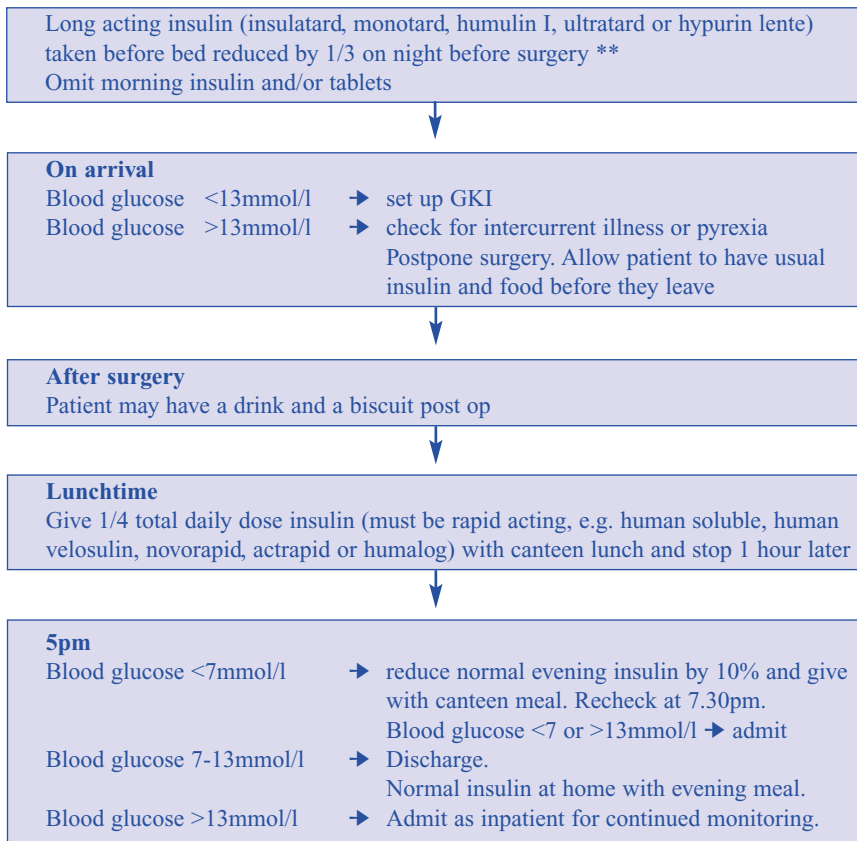 Long acting insulin (insulatard, monotard, humulin I, ultratard or hypurin lente)
taken before bed reduced by 1/3 on night before surgery **
Omit morning insulin and/or tablets
On arrival
Blood glucose <13mmol/l → set up GKI
Blood glucose >13mmol/l → check for intercurrent illness or pyrexia
Postpone surgery. Allow patient to have usual
insulin and food before they leave
After surgery
Patient may have a drink and a biscuit post op
Lunchtime
Give 1/4 total daily dose insulin (must be rapid acting, e.g. human soluble, human
velosulin, novorapid, actrapid or humalog) with canteen lunch and stop 1 hour later
5pm
Blood glucose <7mmol/l → reduce normal evening insulin by 10% and give
with canteen meal. Recheck at 7.30pm.
Blood glucose <7 or >13mmol/l → admit
Blood glucose 7-13mmol/l → Discharge.
Normal insulin at home with evening meal.
Blood glucose >13mmol/l → Admit as inpatient for continued monitoring.